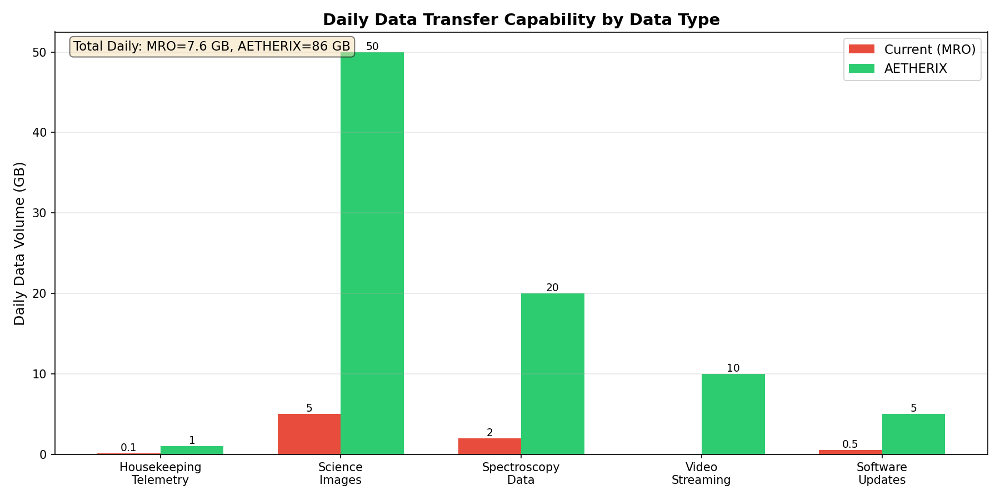 Daily Data Transfer Capability by Data Type
Total Daily: MRO=7.6 GB, AETHERIX=86 GB
Current (MRO)
AETHERIX
Daily Data Volume (GB)
50
40
30
20
10
0
0.1
1
5
50
2
20
10
0.5
5
Housekeeping
Telemetry
Science
Images
Spectroscopy
Data
Video
Streaming
Software
Updates